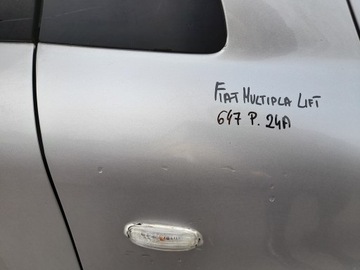 FIAT MULTIPLA LIFT
647 P. 24A